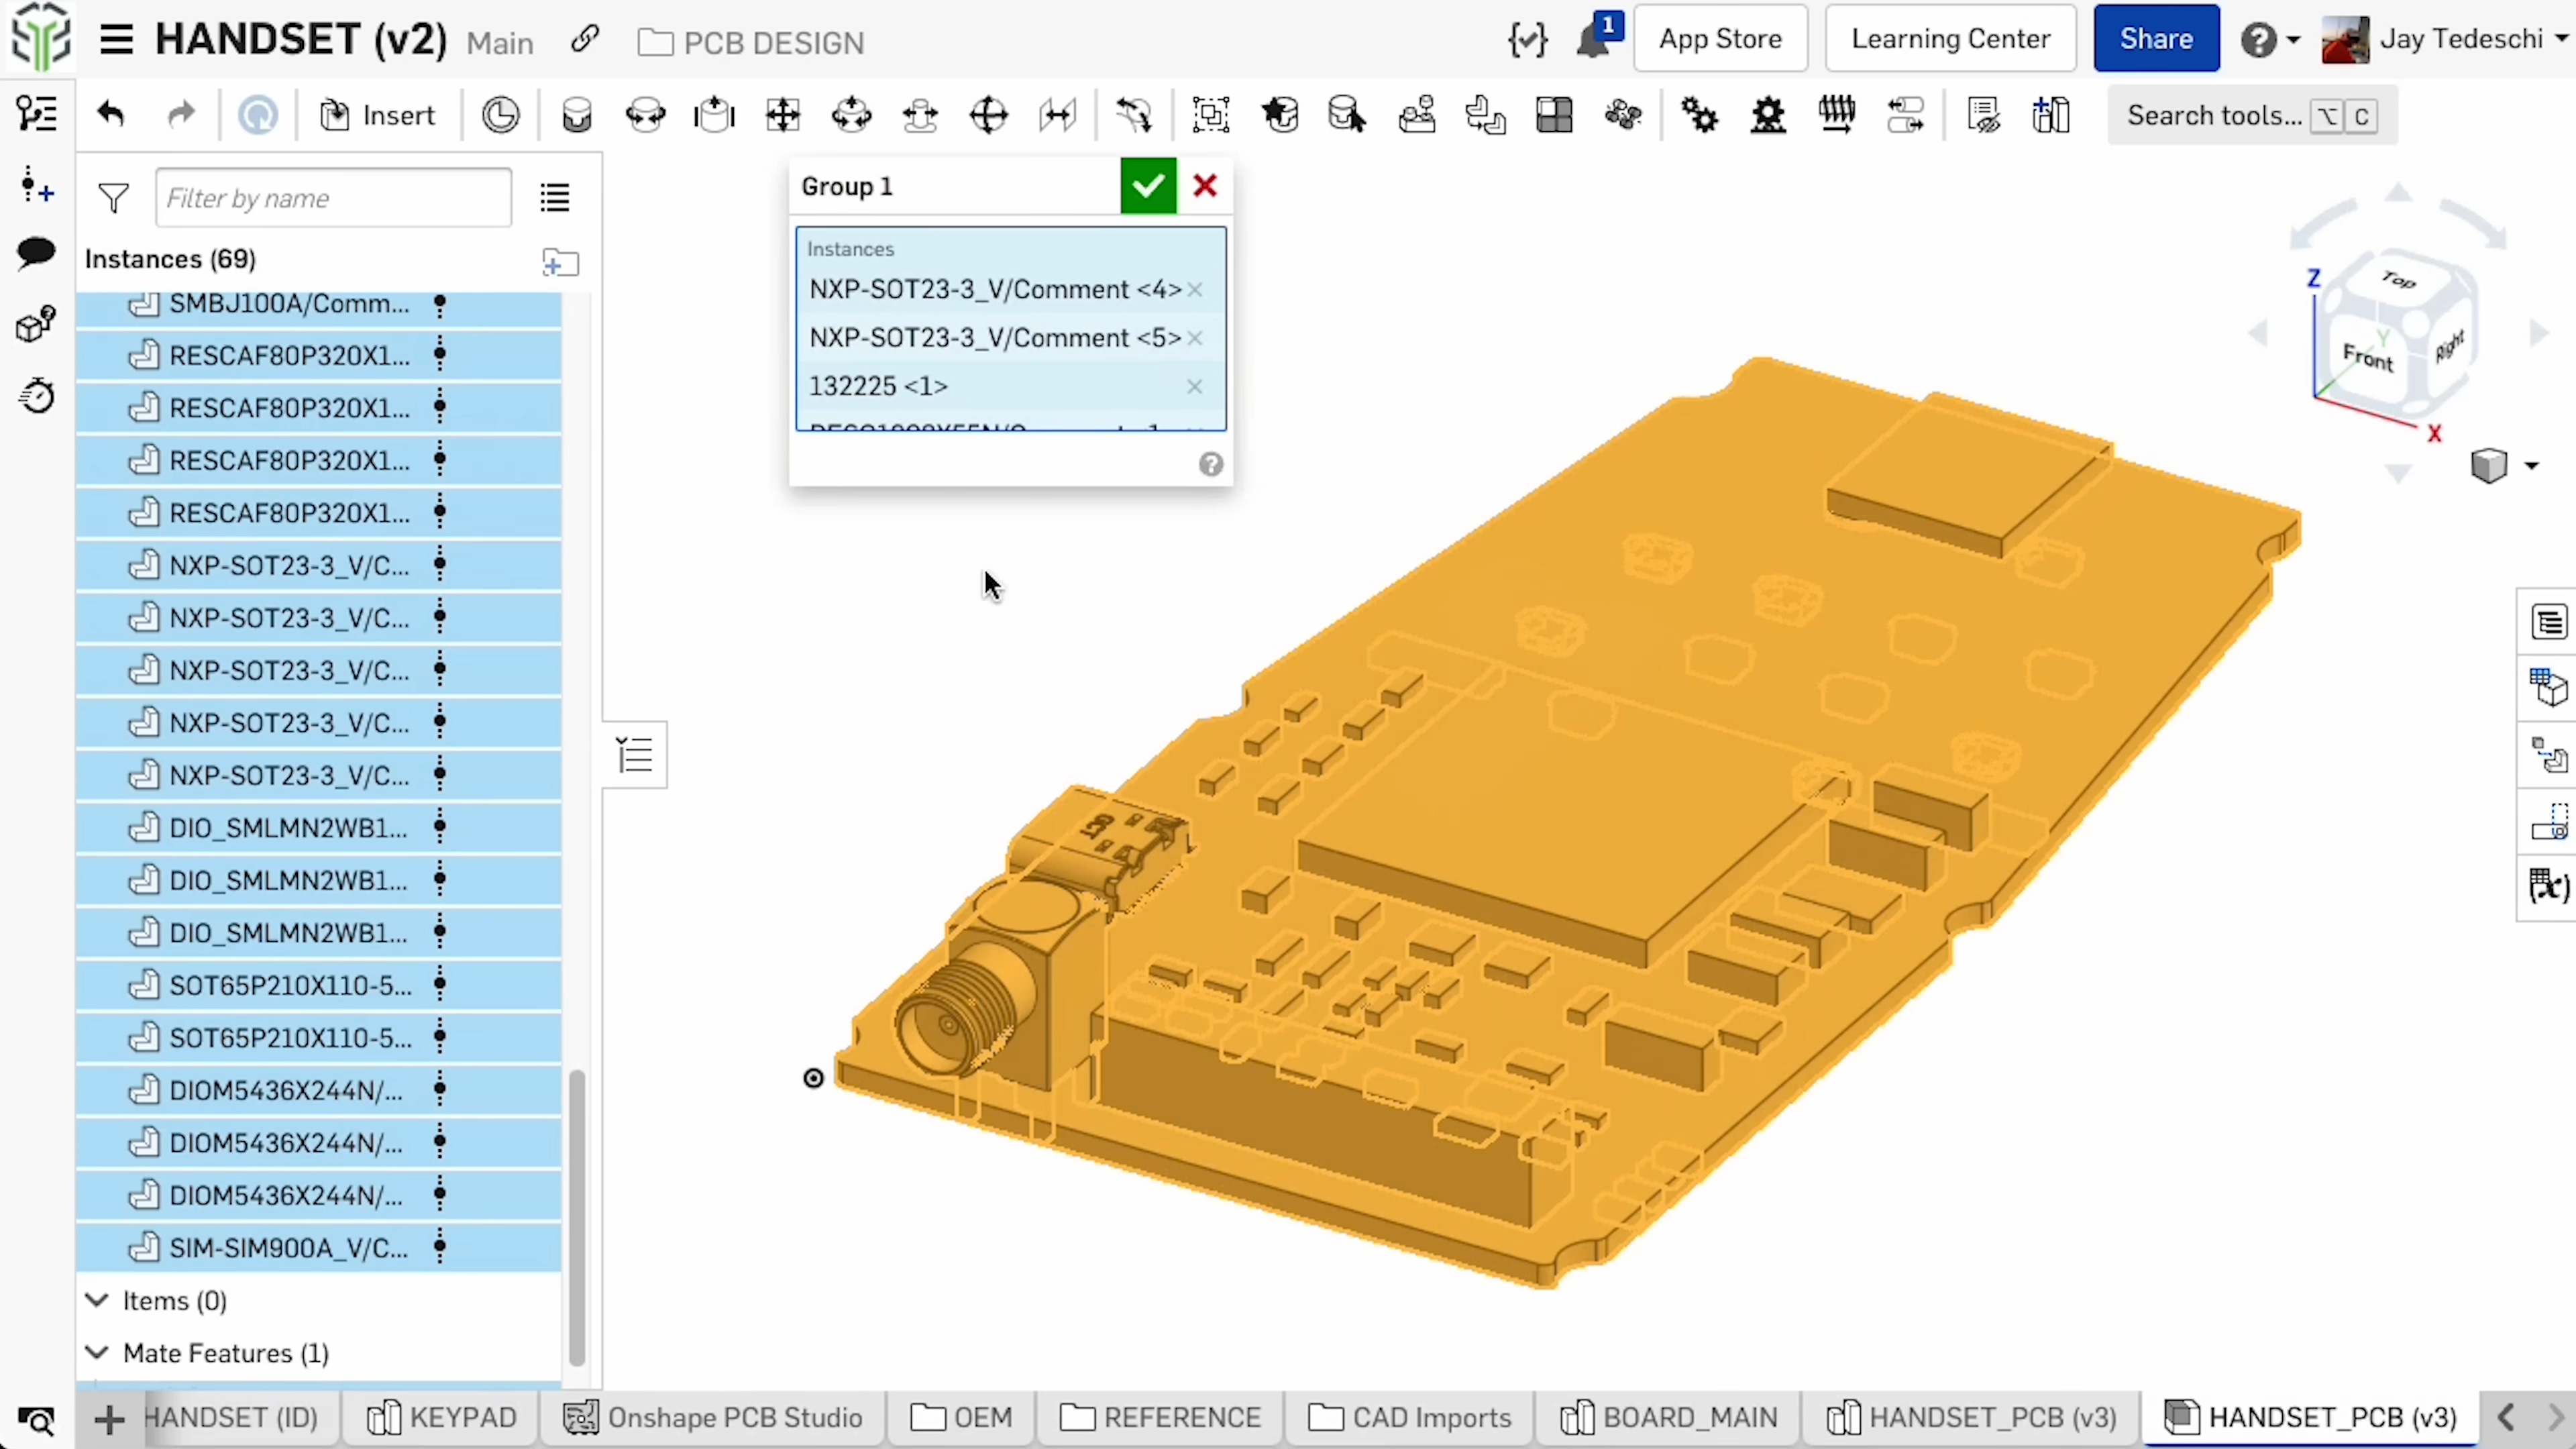 HANDSET (v2) Main PCB DESIGN 1 App Store Learning Center Share ? Jay Tedeschi
Insert Search tools... ⌥ C
Filter by name
Instances (69)
SMBJ100A/Comm...
RESCAF80P320X1...
RESCAF80P320X1...
RESCAF80P320X1...
RESCAF80P320X1...
NXP-SOT23-3_V/C...
NXP-SOT23-3_V/C...
NXP-SOT23-3_V/C...
NXP-SOT23-3_V/C...
NXP-SOT23-3_V/C...
DIO_SMLMN2WB1...
DIO_SMLMN2WB1...
DIO_SMLMN2WB1...
SOT65P210X110-5...
SOT65P210X110-5...
DIOM5436X244N/...
DIOM5436X244N/...
DIOM5436X244N/...
SIM-SIM900A_V/C...
Items (0)
Mate Features (1)
Group 1
Instances
NXP-SOT23-3_V/Comment <4>
NXP-SOT23-3_V/Comment <5>
132225 <1>
Z
Top
Y
Front
Right
X
HANDSET (ID) KEYPAD Onshape PCB Studio OEM REFERENCE CAD Imports BOARD_MAIN HANDSET_PCB (v3) HANDSET_PCB (v3)